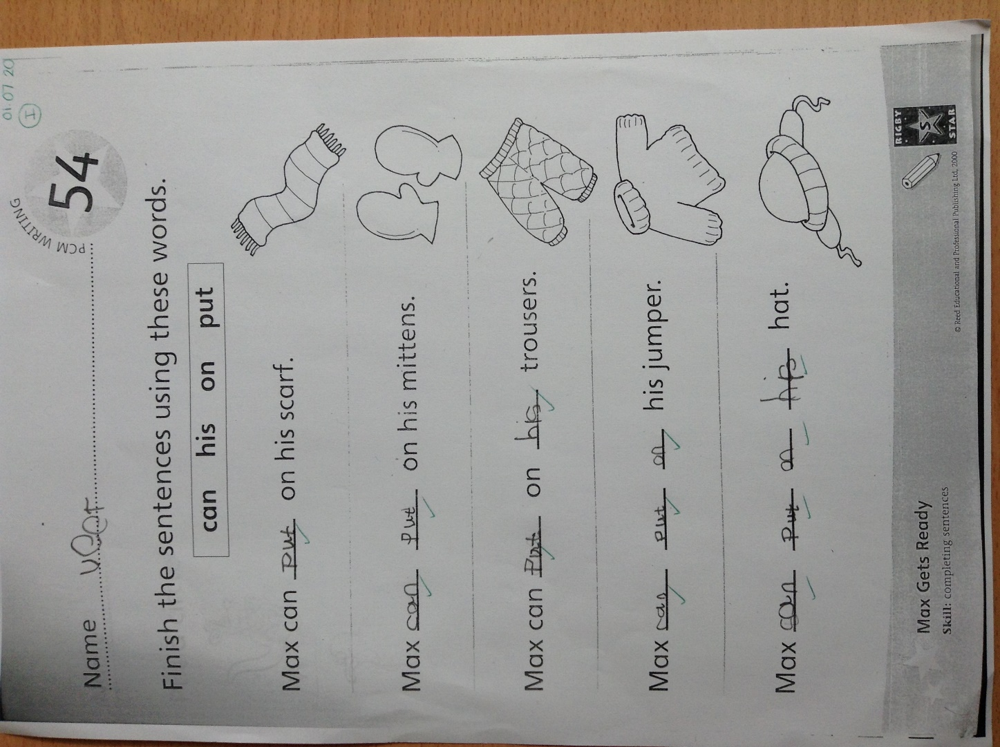 01.07 20
I
PCM WRITING
54
Name
Finish the sentences using these words.
can his on put
Max can put on his scarf.
Max can put on his mittens.
Max can put on his trousers.
Max can put on his jumper.
Max can put on his hat.
Max Gets Ready
Skill: completing sentences
RIGBY
STAR
© Reed Educational and Professional Publishing Ltd, 2000